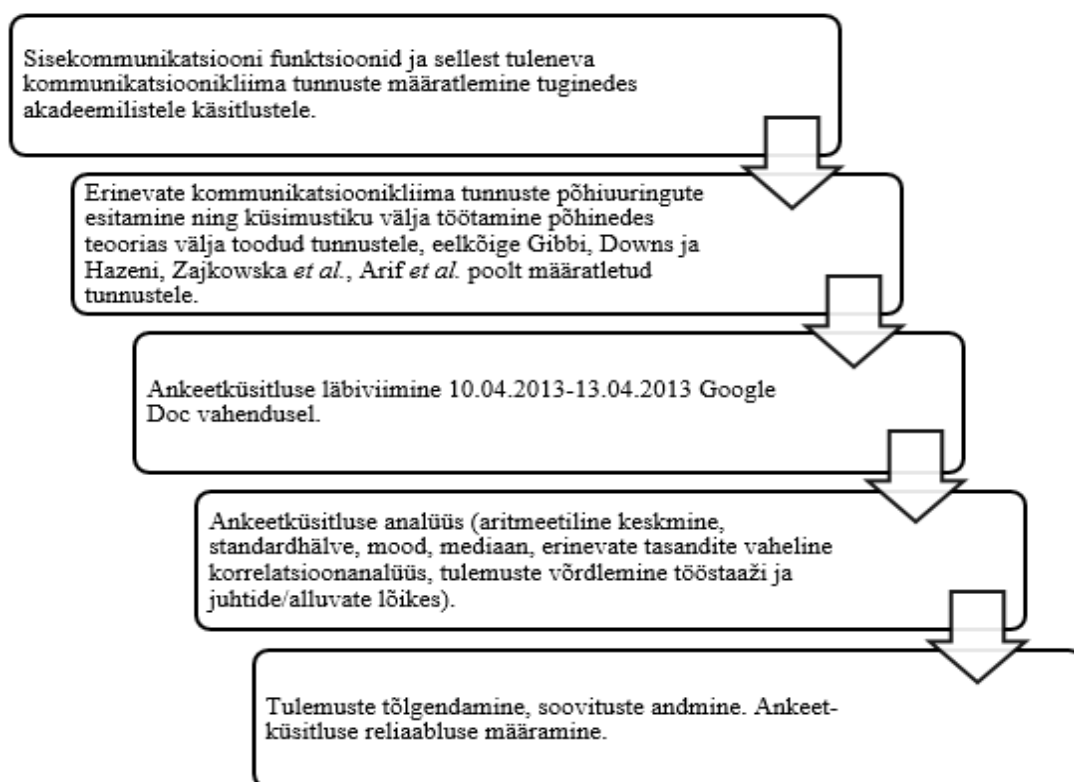 Sisekommunikatsiooni funktsioonid ja sellest tuleneva
kommunikatsioonikliima tunnuste määratlemine tuginedes
akadeemilistele käsitlustele.
Erinevate kommunikatsioonikliima tunnuste põhiuuringute
esitamine ning küsimustiku välja töötamine põhinedes
teoorias välja toodud tunnustele, eelkõige Gibbi, Downs ja
Hazeni, Zajkowska et al., Arif et al. poolt määratletud
tunnustele.
Ankeetküsitluse läbiviimine 10.04.2013-13.04.2013 Google
Doc vahendusel.
Ankeetküsitluse analüüs (aritmeetiline keskmine,
standardhälve, mood, mediaan, erinevate tasandite vaheline
korrelatsioonanalüüs, tulemuste võrdlemine tööstaaži ja
juhtide/alluvate lõikes).
Tulemuste tõlgendamine, soovituste andmine. Ankeet-
küsitluse reliaabluse määramine.